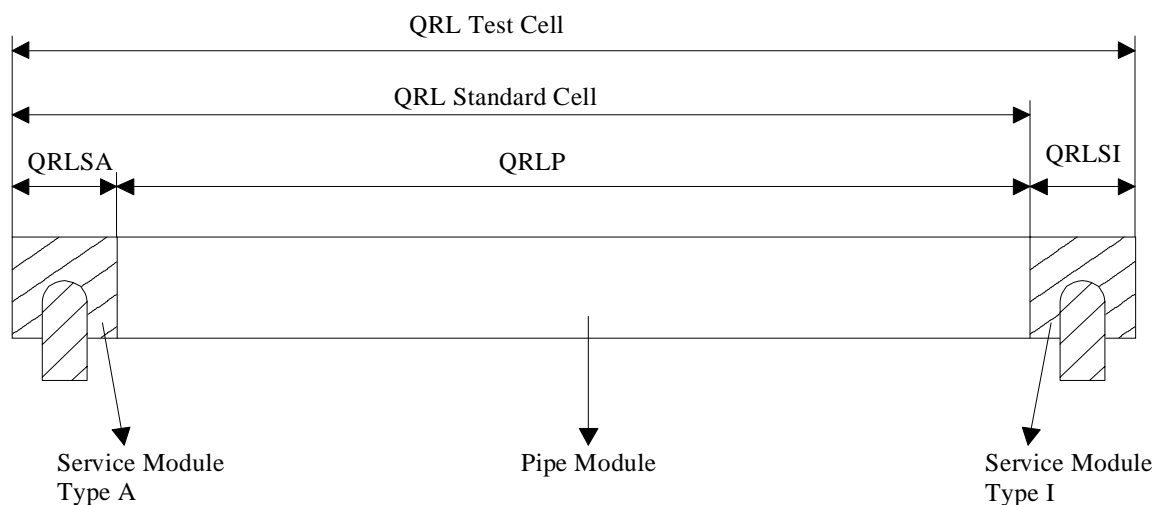 QRL Test Cell
QRL Standard Cell
QRLSA
QRLP
QRLSI
Service Module
Type A
Pipe Module
Service Module
Type I